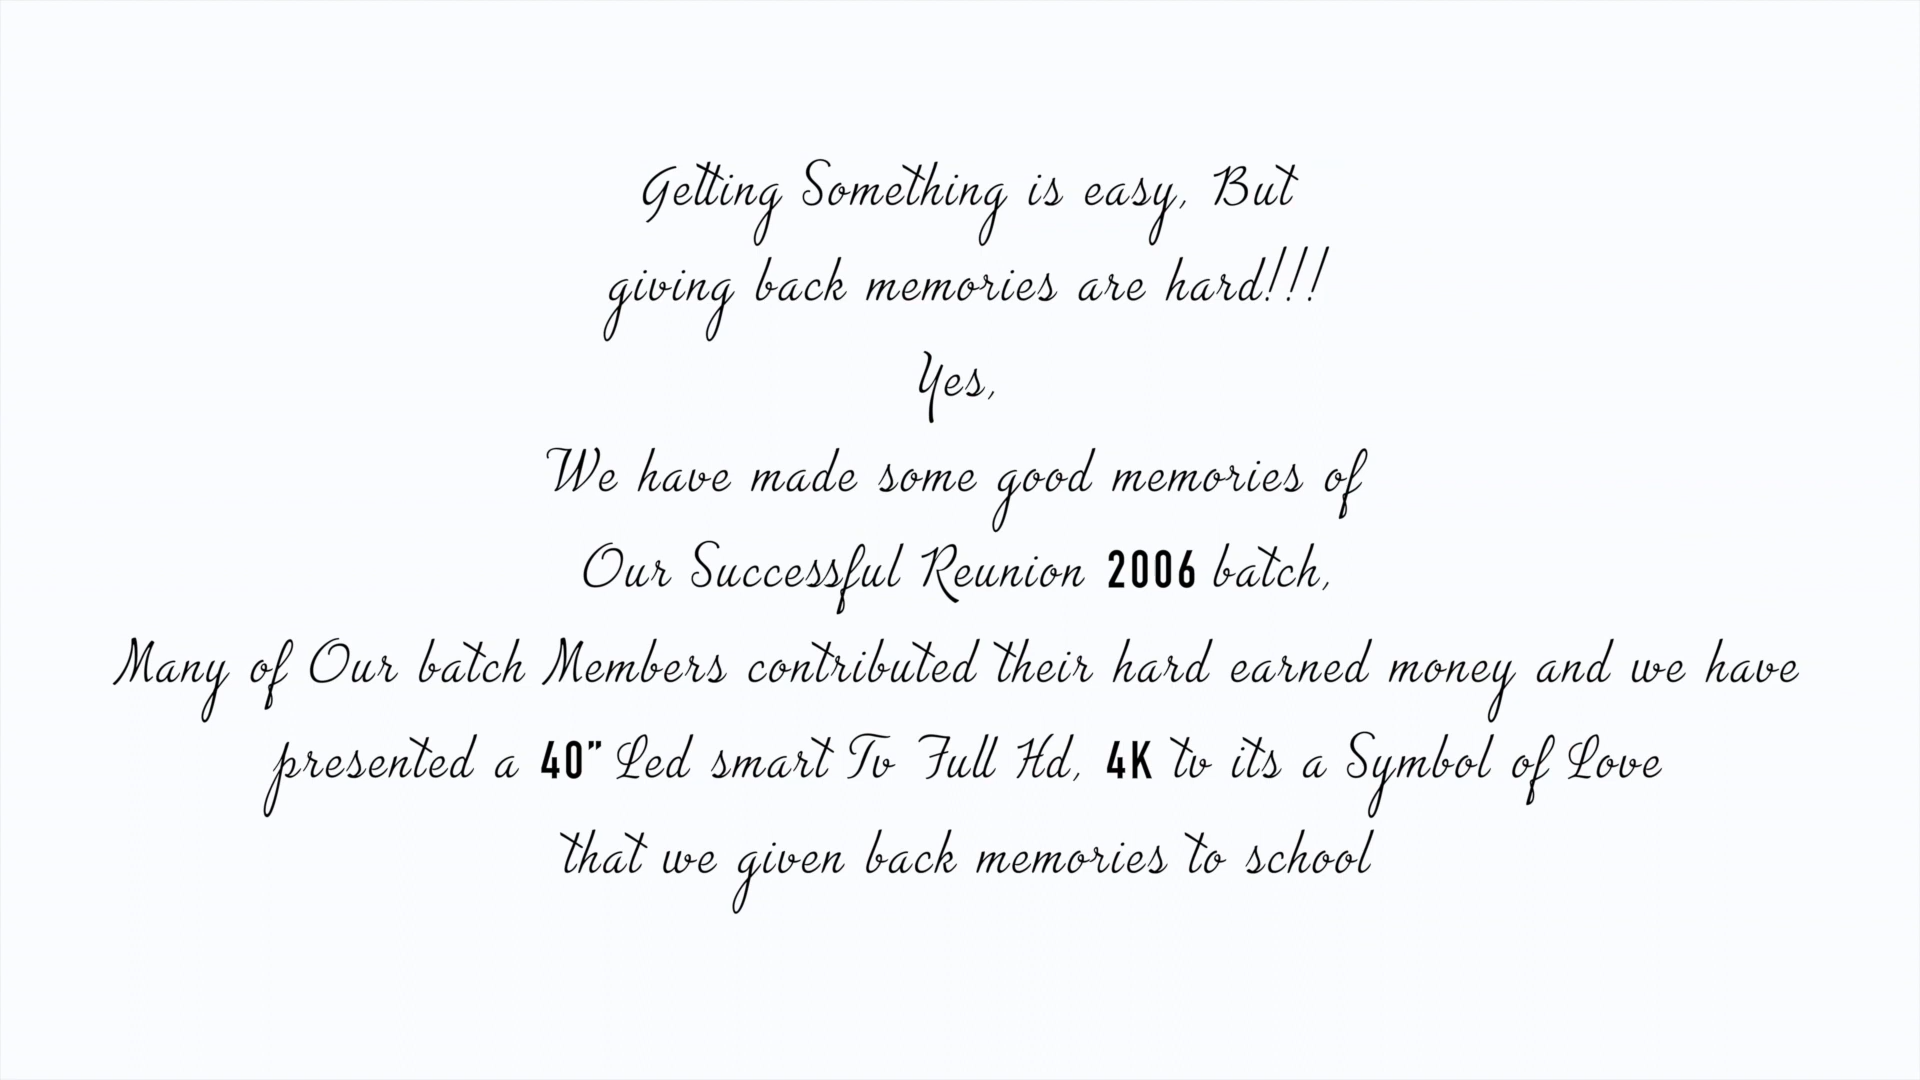 Getting Something is easy, But
giving back memories are hard!!!
Yes,
We have made some good memories of
Our Successful Reunion 2006 batch,
Many of Our batch Members contributed their hard earned money and we have
presented a 40" Led smart Tv Full Hd, 4K tv its a Symbol of Love
that we given back memories to school